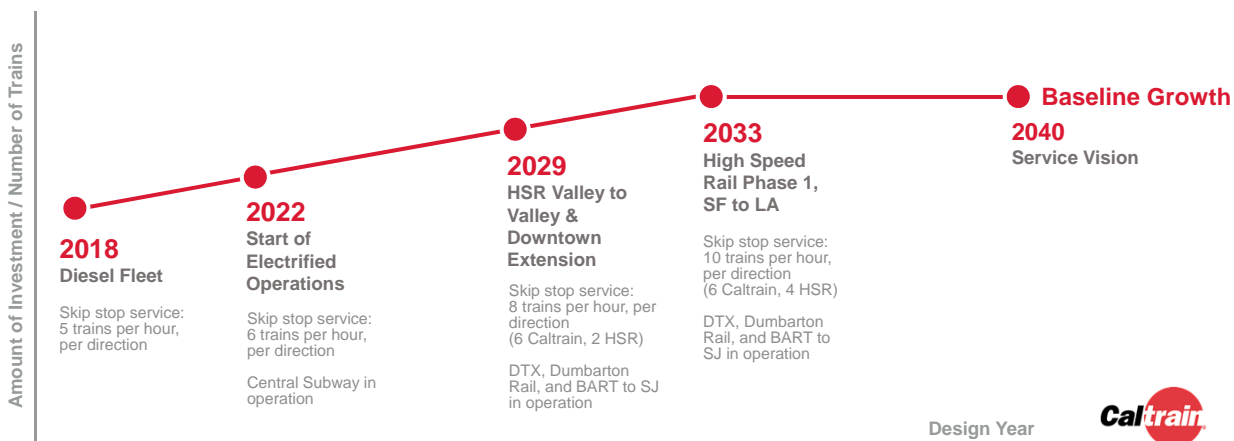 Amount of Investment / Number of Trains
2018
Diesel Fleet
Skip stop service:
5 trains per hour,
per direction
2022
Start of
Electrified
Operations
Skip stop service:
6 trains per hour,
per direction
Central Subway in
operation
2029
HSR Valley to
Valley &
Downtown
Extension
Skip stop service:
8 trains per hour, per
direction
(6 Caltrain, 2 HSR)
DTX, Dumbarton
Rail, and BART to SJ
in operation
2033
High Speed
Rail Phase 1,
SF to LA
Skip stop service:
10 trains per hour,
per direction
(6 Caltrain, 4 HSR)
DTX, Dumbarton
Rail, and BART to
SJ in operation
Baseline Growth
2040
Service Vision
Design Year
Caltrain